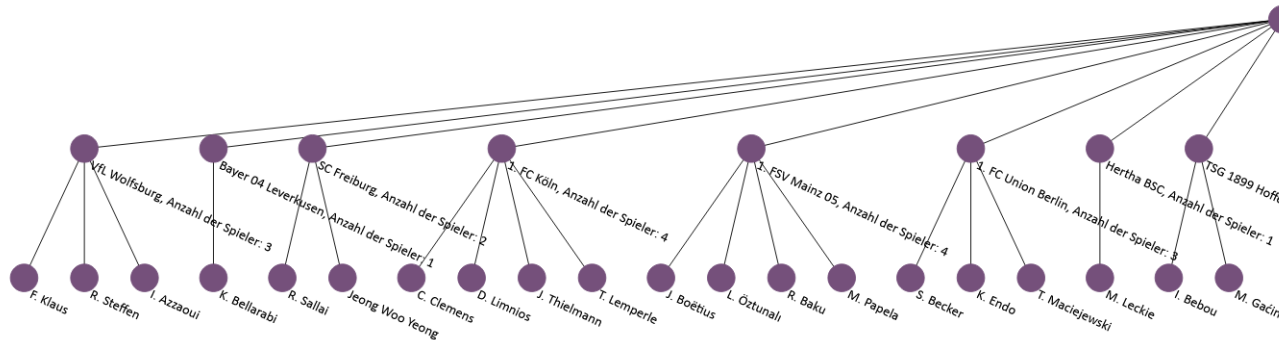 VfL Wolfsburg, Anzahl der Spieler: 3
Bayer 04 Leverkusen, Anzahl der Spieler: 1
SC Freiburg, Anzahl der Spieler: 2
1. FC Köln, Anzahl der Spieler: 4
1. FSV Mainz 05, Anzahl der Spieler: 4
1. FC Union Berlin, Anzahl der Spieler: 3
Hertha BSC, Anzahl der Spieler: 1
TSG 1899
F. Klaus
R. Steffen
I. Azzaoui
K. Bellarabi
R. Sallai
Jeong Woo Yeong
C. Clemens
D. Limnios
J. Thielmann
T. Lemperle
J. Boëtius
L. Öztunalı
R. Baku
M. Papela
S. Becker
K. Endo
T. Maciejewski
M. Leckie
I. Bebou
M.